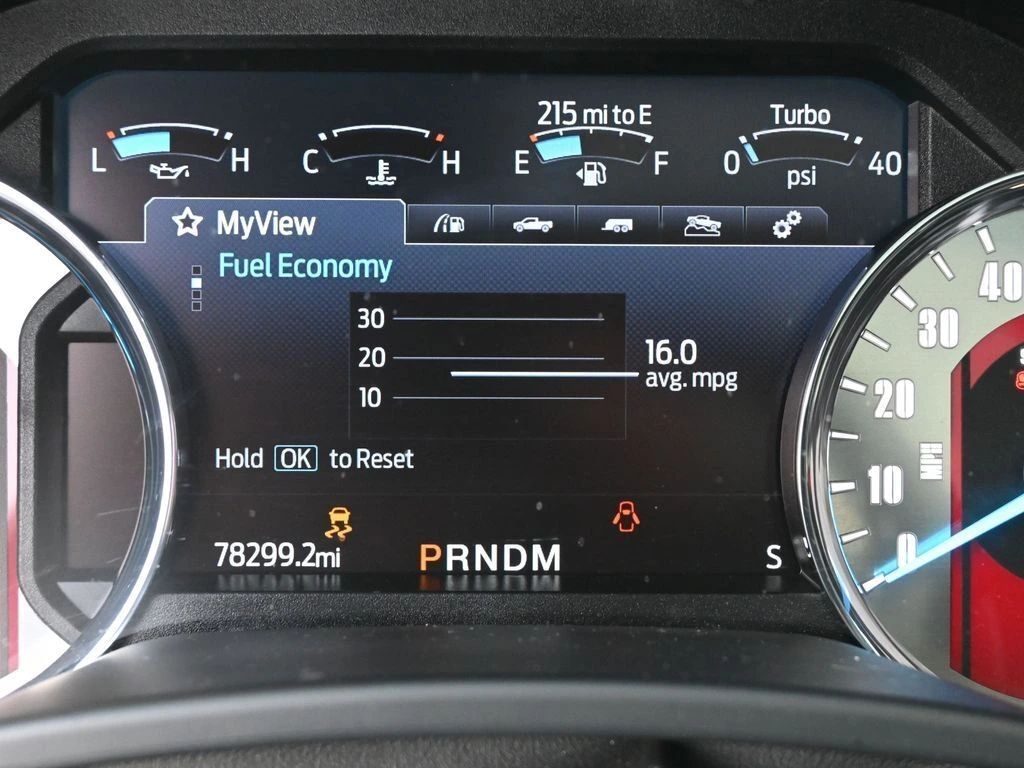 215 mi to E
Turbo
L H
C H
E F
0 40
psi
MyView
Fuel Economy
30
20
10
16.0
avg. mpg
Hold OK to Reset
78299.2mi
PRNDM
S
40
30
20
10
0
MPH